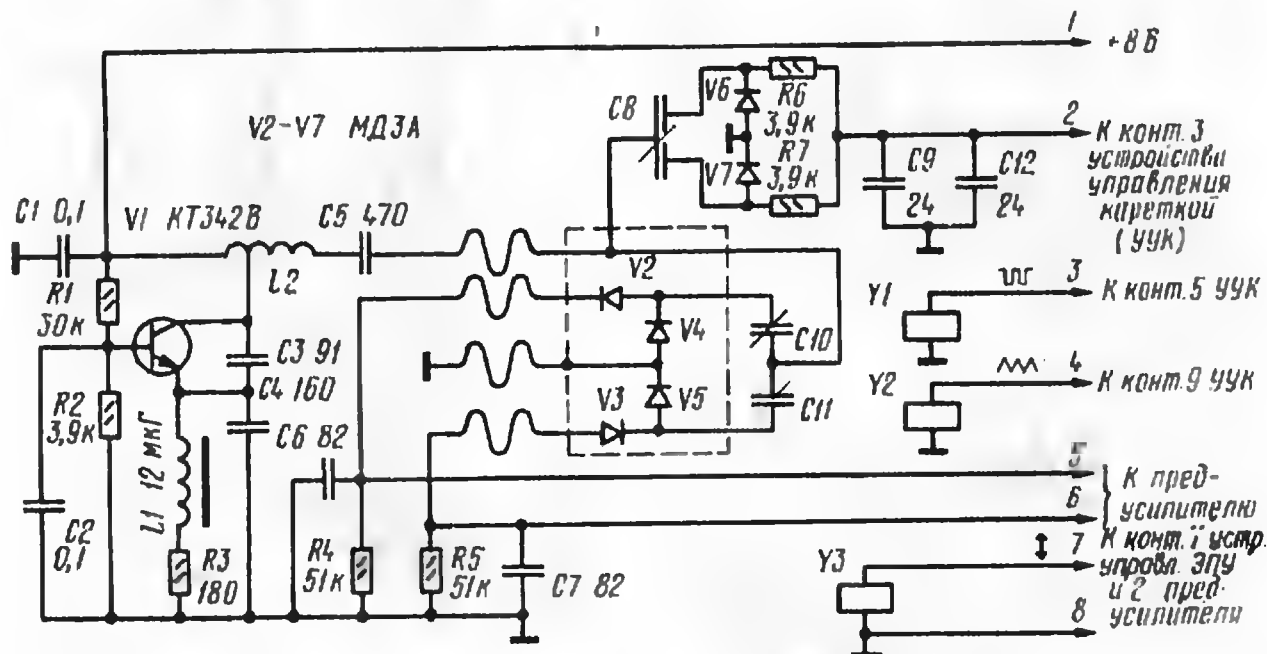 1
+8 В
V6
R6
3,9к
C8
V2-V7 МД3А
V7
R7
3,9к
2
К конт. 3
устройства
управления
кареткой
(УУК)
C9
24
C12
24
C1 0,1
V1 КТ342В
C5 470
L2
V2
R1
30к
3
К конт. 5 УУК
Y1
V4
C10
C3 91
C4 160
4
К конт. 9 УУК
Y2
V3
V5
C11
R2
3,9к
C6 82
L1 12 мкГ
5
6
К пред-
усилителю
C2
0,1
R3
180
R4
51к
R5
51к
C7 82
Y3
7
К конт. 1 устр.
управл. ЭПУ
и 2 пред-
усилителя
8